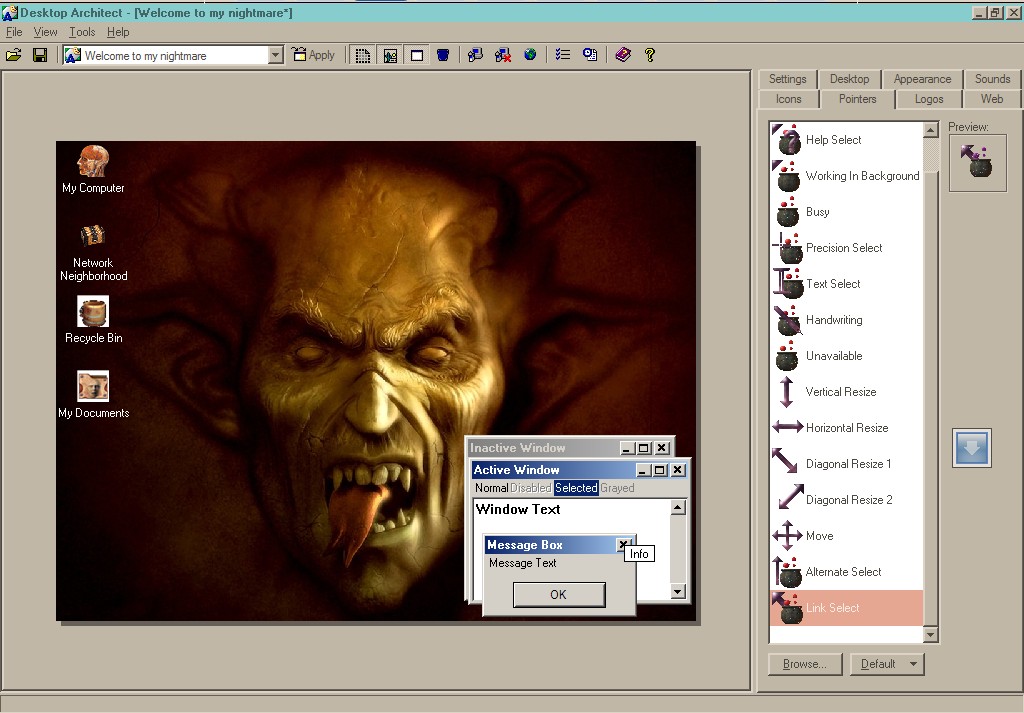 Desktop Architect - [Welcome to my nightmare*]
File View Tools Help
Welcome to my nightmare
Apply
Settings Desktop Appearance Sounds
Icons Pointers Logos Web
My Computer
Network
Neighborhood
Recycle Bin
My Documents
Inactive Window
Active Window
Normal Disabled Selected Grayed
Window Text
Message Box
Info
Message Text
OK
Help Select
Working In Background
Busy
Precision Select
Text Select
Handwriting
Unavailable
Vertical Resize
Horizontal Resize
Diagonal Resize 1
Diagonal Resize 2
Move
Alternate Select
Link Select
Preview:
Browse...
Default